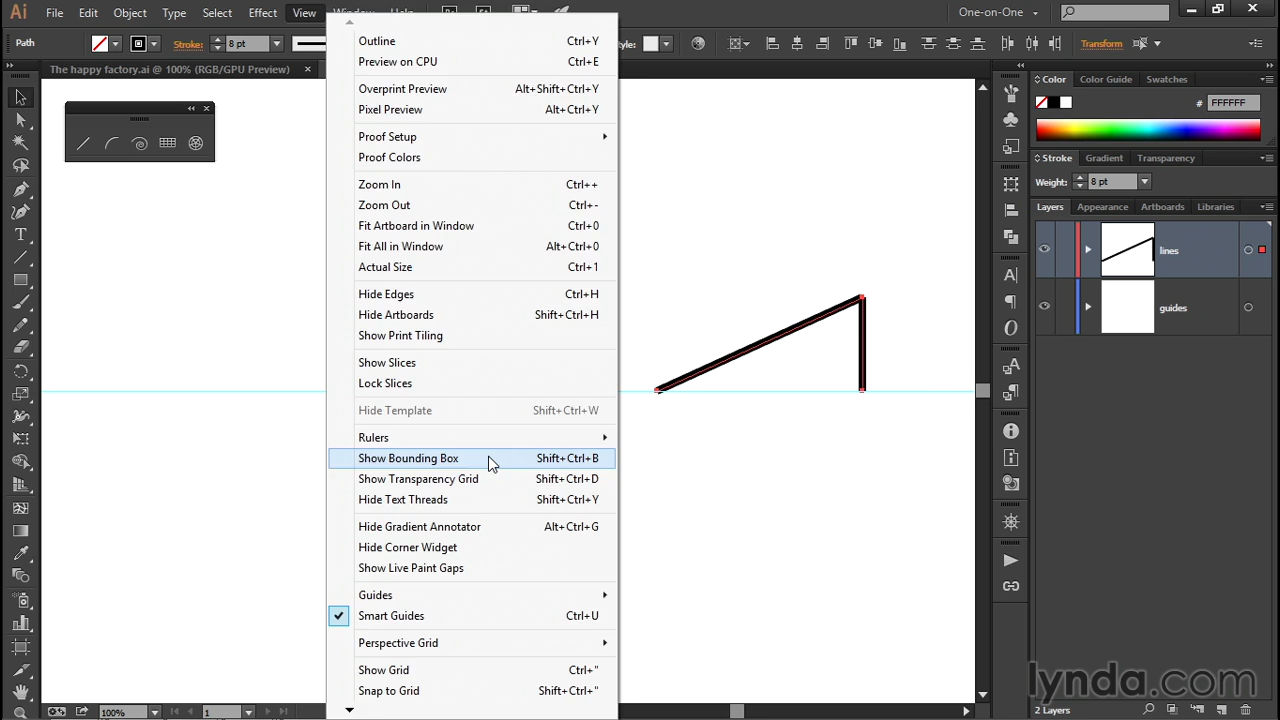 Ai File Edit Object Type Select Effect View Window Help Br St One-on-One
Path Stroke: 8 pt Style: Transform
The happy factory.ai @ 100% (RGB/GPU Preview) ×
Outline Ctrl+Y
Preview on CPU Ctrl+E
Overprint Preview Alt+Shift+Ctrl+Y
Pixel Preview Alt+Ctrl+Y
Proof Setup
Proof Colors
Zoom In Ctrl++
Zoom Out Ctrl+-
Fit Artboard in Window Ctrl+0
Fit All in Window Alt+Ctrl+0
Actual Size Ctrl+1
Hide Edges Ctrl+H
Hide Artboards Shift+Ctrl+H
Show Print Tiling
Show Slices
Lock Slices
Hide Template Shift+Ctrl+W
Rulers
Show Bounding Box Shift+Ctrl+B
Show Transparency Grid Shift+Ctrl+D
Hide Text Threads Shift+Ctrl+Y
Hide Gradient Annotator Alt+Ctrl+G
Hide Corner Widget
Show Live Paint Gaps
Guides
Smart Guides Ctrl+U
Perspective Grid
Show Grid Ctrl+"
Snap to Grid Shift+Ctrl+"
Color Color Guide Swatches
# FFFFFF
Stroke Gradient Transparency
Weight: 8 pt
Layers Appearance Artboards Libraries
lines
guides
lynda.com
100% 1
2 Layers